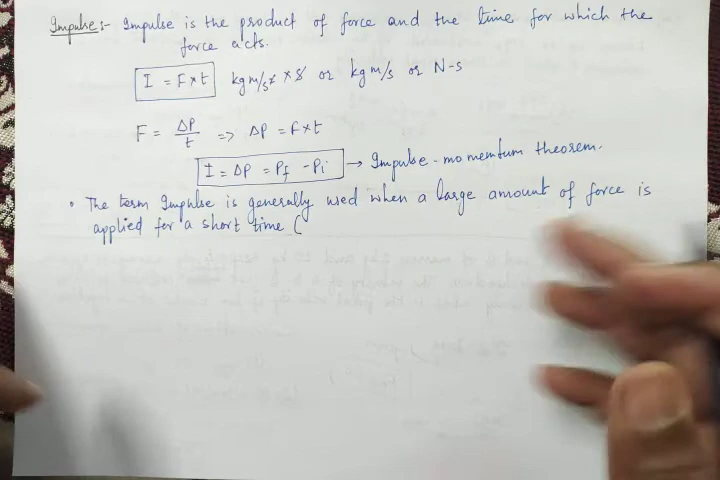 Impulse :- Impulse is the product of force and the time for which the
force acts.
I = F×t kgm/s² × s or kgm/s or N-s
F = ΔP/t => ΔP = F×t
I = ΔP = Pf - Pi → Impulse - momentum theorem.
• The term Impulse is generally used when a large amount of force is
applied for a short time (